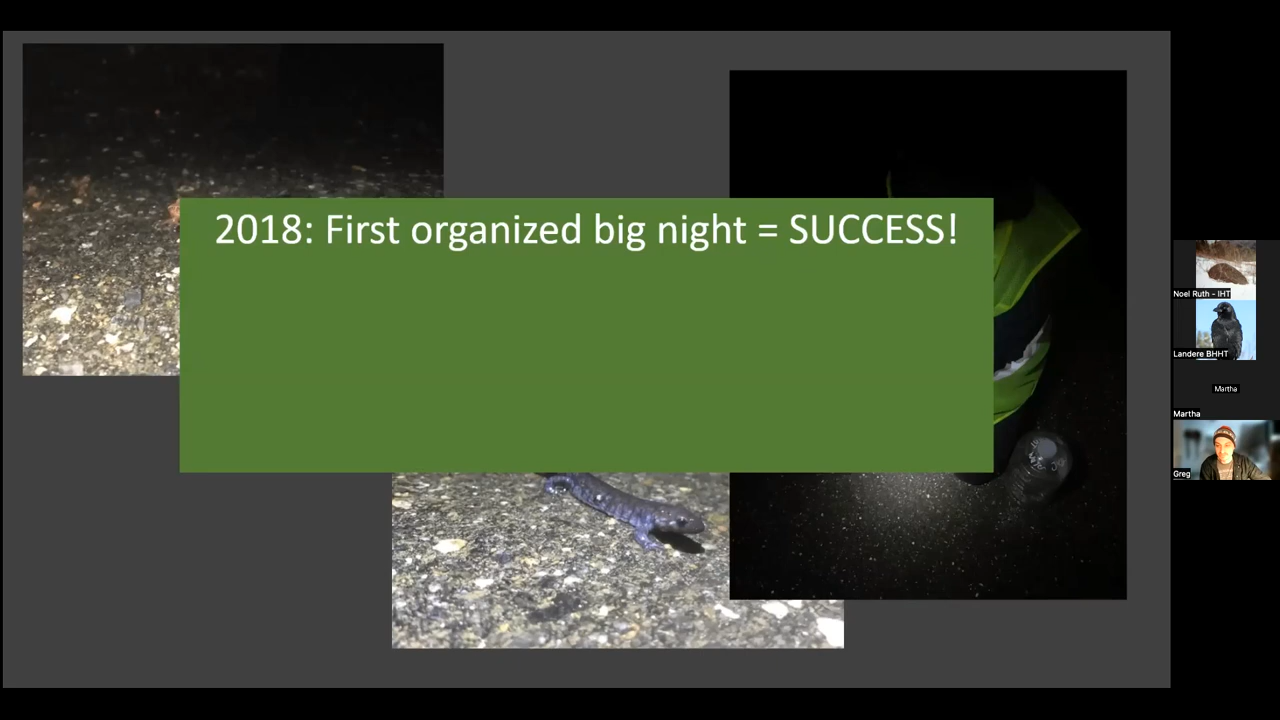 2018: First organized big night = SUCCESS!
Noel Ruth - IHT
Landere BHHT
Martha
Martha
Greg